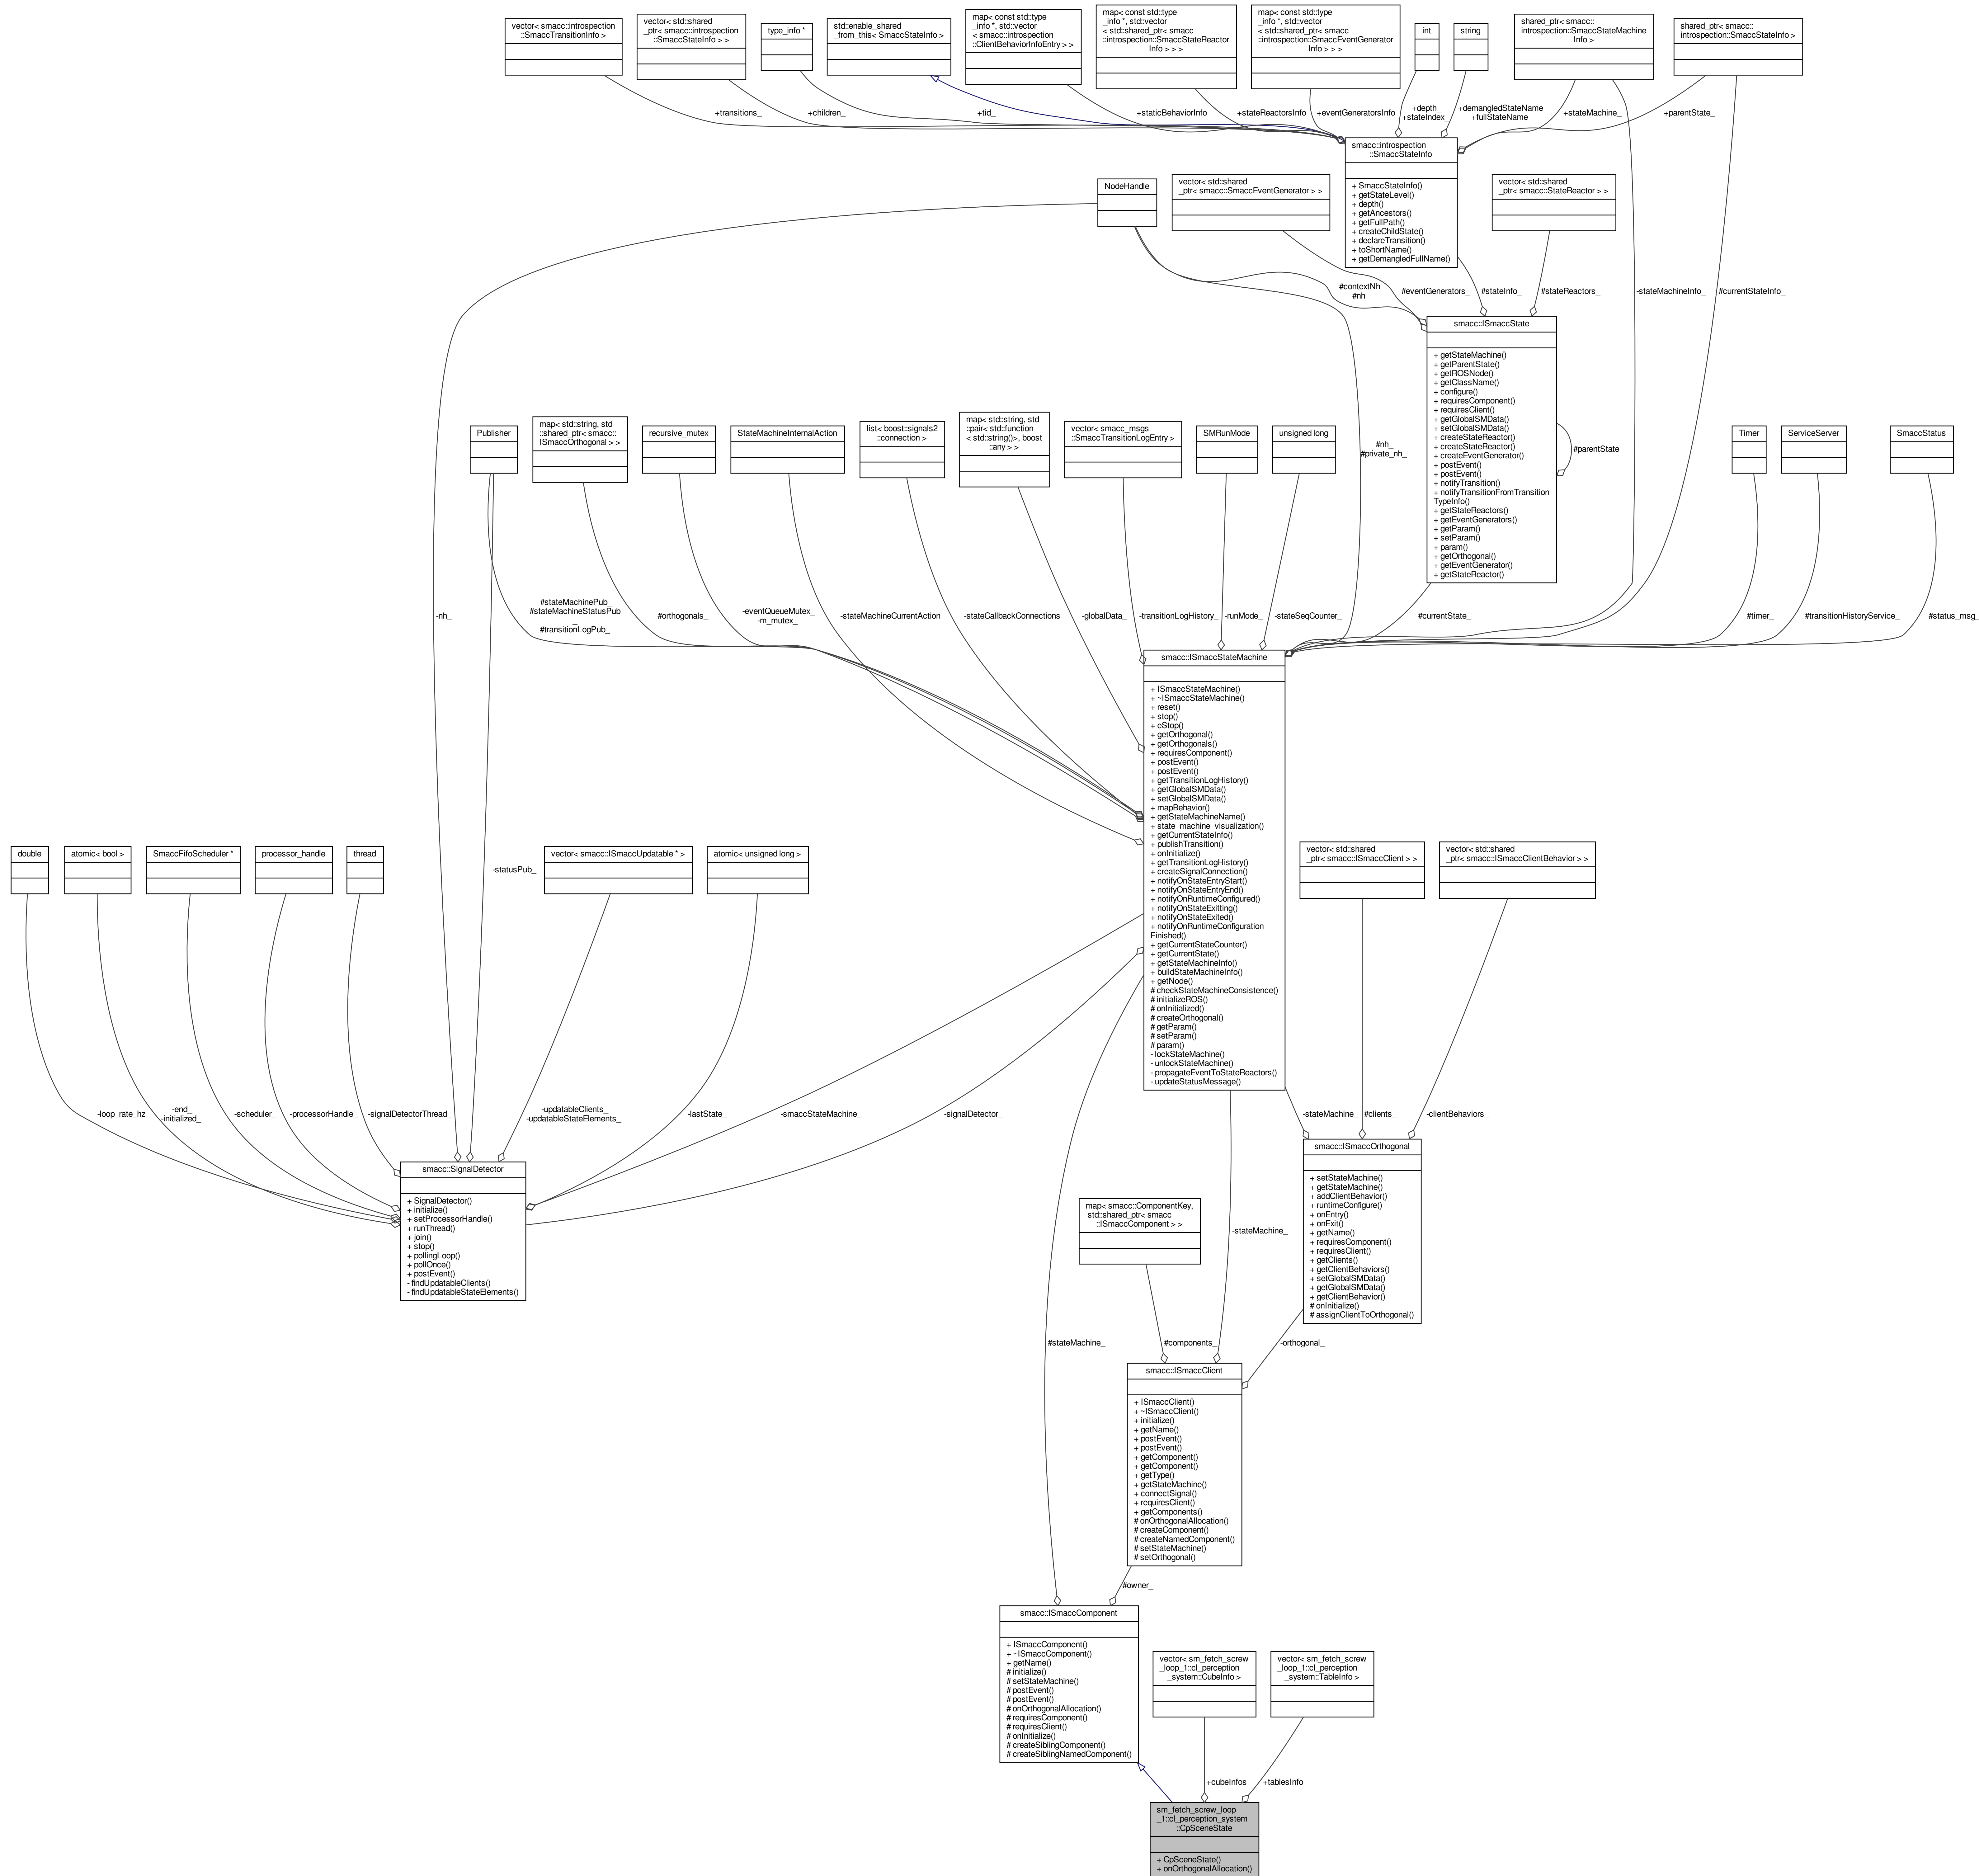 vector< smacc::introspection
::SmaccTransitionInfo >
vector< std::shared
_ptr< smacc::introspection
::SmaccStateInfo > >
type_info *
std::enable_shared
_from_this< SmaccStateInfo >
map< const std::type
_info *, std::vector
< smacc::introspection
::ClientBehaviorInfoEntry > >
map< const std::type
_info *, std::vector
< std::shared_ptr< smacc
::introspection::SmaccStateReactor
Info > > >
map< const std::type
_info *, std::vector
< std::shared_ptr< smacc
::introspection::SmaccEventGenerator
Info > > >
int
string
shared_ptr< smacc::
introspection::SmaccStateMachine
Info >
shared_ptr< smacc::
introspection::SmaccStateInfo >
+transitions_
+children_
+tid_
+staticBehaviorInfo
+stateReactorsInfo
+eventGeneratorsInfo
+depth_
+stateIndex_
+demangledStateName
+fullStateName
+stateMachine_
+parentState_
smacc::introspection
::SmaccStateInfo
+ SmaccStateInfo()
+ getStateLevel()
+ depth()
+ getAncestors()
+ getFullPath()
+ createChildState()
+ declareTransition()
+ toShortName()
+ getDemangledFullName()
NodeHandle
vector< std::shared
_ptr< smacc::SmaccEventGenerator > >
vector< std::shared
_ptr< smacc::StateReactor > >
#contextNh
#nh
#eventGenerators_
#stateInfo_
#stateReactors_
-stateMachineInfo_
#currentStateInfo_
smacc::ISmaccState
+ getStateMachine()
+ getParentState()
+ getROSNode()
+ getClassName()
+ configure()
+ requiresComponent()
+ requiresClient()
+ getGlobalSMData()
+ setGlobalSMData()
+ createStateReactor()
+ createStateReactor()
+ createEventGenerator()
+ postEvent()
+ postEvent()
+ notifyTransition()
+ notifyTransitionFromTransition
TypeInfo()
+ getStateReactors()
+ getEventGenerators()
+ getParam()
+ setParam()
+ param()
+ getOrthogonal()
+ getEventGenerator()
+ getStateReactor()
#parentState_
Publisher
map< std::string, std
::shared_ptr< smacc::
ISmaccOrthogonal > >
recursive_mutex
StateMachineInternalAction
list< boost::signals2
::connection >
map< std::string, std
::pair< std::function
< std::string()>, boost
::any > >
vector< smacc_msgs
::SmaccTransitionLogEntry >
SMRunMode
unsigned long
#nh_
#private_nh_
Timer
ServiceServer
SmaccStatus
-nh_
#stateMachinePub_
#stateMachineStatusPub
_
#transitionLogPub_
#orthogonals_
-eventQueueMutex_
-m_mutex_
-stateMachineCurrentAction
-stateCallbackConnections
-globalData_
-transitionLogHistory_
-runMode_
-stateSeqCounter_
#currentState_
#timer_
#transitionHistoryService_
#status_msg_
smacc::ISmaccStateMachine
+ ISmaccStateMachine()
+ ~ISmaccStateMachine()
+ reset()
+ stop()
+ eStop()
+ getOrthogonal()
+ getOrthogonals()
+ requiresComponent()
+ postEvent()
+ postEvent()
+ getTransitionLogHistory()
+ getGlobalSMData()
+ setGlobalSMData()
+ mapBehavior()
+ getStateMachineName()
+ state_machine_visualization()
+ getCurrentStateInfo()
+ publishTransition()
+ onInitialize()
+ getTransitionLogHistory()
+ createSignalConnection()
+ notifyOnStateEntryStart()
+ notifyOnStateEntryEnd()
+ notifyOnRuntimeConfigured()
+ notifyOnStateExitting()
+ notifyOnStateExited()
+ notifyOnRuntimeConfiguration
Finished()
+ getCurrentStateCounter()
+ getCurrentState()
+ getStateMachineInfo()
+ buildStateMachineInfo()
+ getNode()
# checkStateMachineConsistence()
# initializeROS()
# onInitialized()
# createOrthogonal()
# getParam()
# setParam()
# param()
- lockStateMachine()
- unlockStateMachine()
- propagateEventToStateReactors()
- updateStatusMessage()
double
atomic< bool >
SmaccFifoScheduler *
processor_handle
thread
-statusPub_
vector< smacc::ISmaccUpdatable * >
atomic< unsigned long >
vector< std::shared
_ptr< smacc::ISmaccClient > >
vector< std::shared
_ptr< smacc::ISmaccClientBehavior > >
-loop_rate_hz
-end_
-initialized_
-scheduler_
-processorHandle_
-signalDetectorThread_
-updatableClients_
-updatableStateElements_
-lastState_
-smaccStateMachine_
-signalDetector_
-stateMachine_
#clients_
-clientBehaviors_
smacc::SignalDetector
+ SignalDetector()
+ initialize()
+ setProcessorHandle()
+ runThread()
+ join()
+ stop()
+ pollingLoop()
+ pollOnce()
+ postEvent()
- findUpdatableClients()
- findUpdatableStateElements()
smacc::ISmaccOrthogonal
+ setStateMachine()
+ getStateMachine()
+ addClientBehavior()
+ runtimeConfigure()
+ onEntry()
+ onExit()
+ getName()
+ requiresComponent()
+ requiresClient()
+ getClients()
+ getClientBehaviors()
+ setGlobalSMData()
+ getGlobalSMData()
+ getClientBehavior()
# onInitialize()
# assignClientToOrthogonal()
map< smacc::ComponentKey,
std::shared_ptr< smacc
::ISmaccComponent > >
-stateMachine_
#stateMachine_
#components_
-orthogonal_
smacc::ISmaccClient
+ ISmaccClient()
+ ~ISmaccClient()
+ initialize()
+ getName()
+ postEvent()
+ postEvent()
+ getComponent()
+ getComponent()
+ getType()
+ getStateMachine()
+ connectSignal()
+ requiresClient()
+ getComponents()
# onOrthogonalAllocation()
# createComponent()
# createNamedComponent()
# setStateMachine()
# setOrthogonal()
#owner_
smacc::ISmaccComponent
+ ISmaccComponent()
+ ~ISmaccComponent()
+ getName()
# initialize()
# setStateMachine()
# postEvent()
# postEvent()
# onOrthogonalAllocation()
# requiresComponent()
# requiresClient()
# onInitialize()
# createSiblingComponent()
# createSiblingNamedComponent()
vector< sm_fetch_screw
_loop_1::cl_perception
_system::CubeInfo >
vector< sm_fetch_screw
_loop_1::cl_perception
_system::TableInfo >
+cubeInfos_
+tablesInfo_
sm_fetch_screw_loop
_1::cl_perception_system
::CpSceneState
+ CpSceneState()
+ onOrthogonalAllocation()